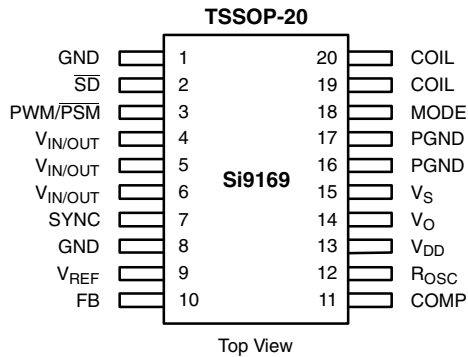 TSSOP-20
GND 1 20 COIL
SD 2 19 COIL
PWM/PSM 3 18 MODE
VIN/OUT 4 17 PGND
VIN/OUT 5 16 PGND
VIN/OUT 6 Si9169 15 VS
SYNC 7 14 VO
GND 8 13 VDD
VREF 9 12 ROSC
FB 10 11 COMP
Top View